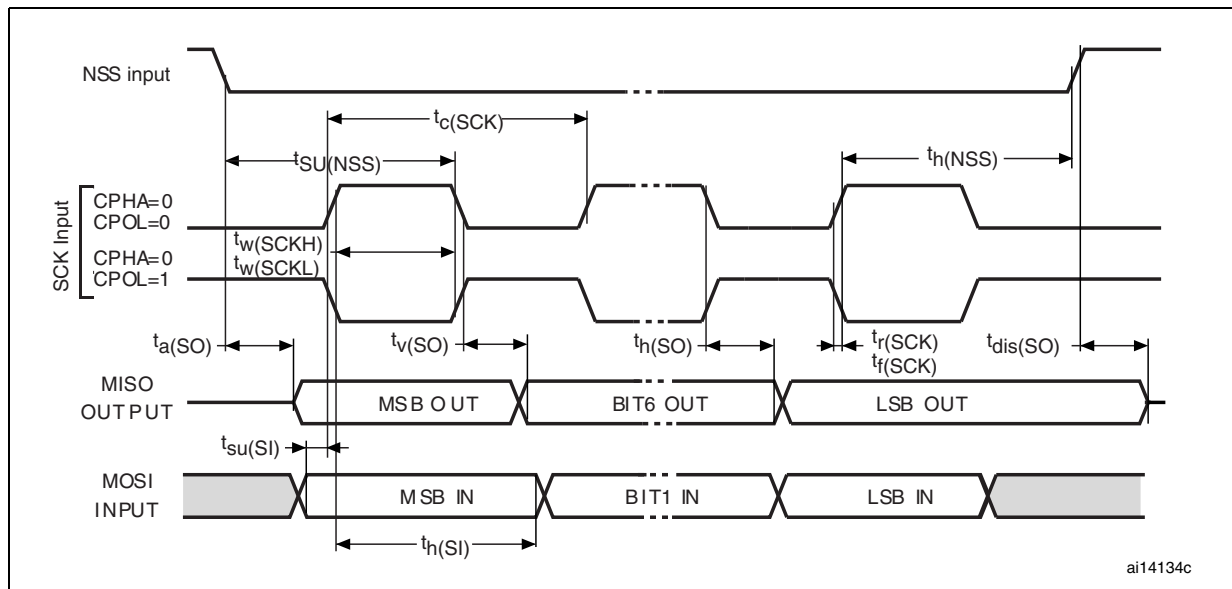 NSS input
tc(SCK)
tSU(NSS)
th(NSS)
SCK Input
CPHA=0
CPOL=0
tw(SCKH)
CPHA=0
tw(SCKL)
CPOL=1
ta(SO)
tv(SO)
th(SO)
tr(SCK)
tf(SCK)
tdis(SO)
MISO
OUTPUT
MSB OUT
BIT6 OUT
LSB OUT
tsu(SI)
MOSI
INPUT
MSB IN
BIT1 IN
LSB IN
th(SI)
ai14134c